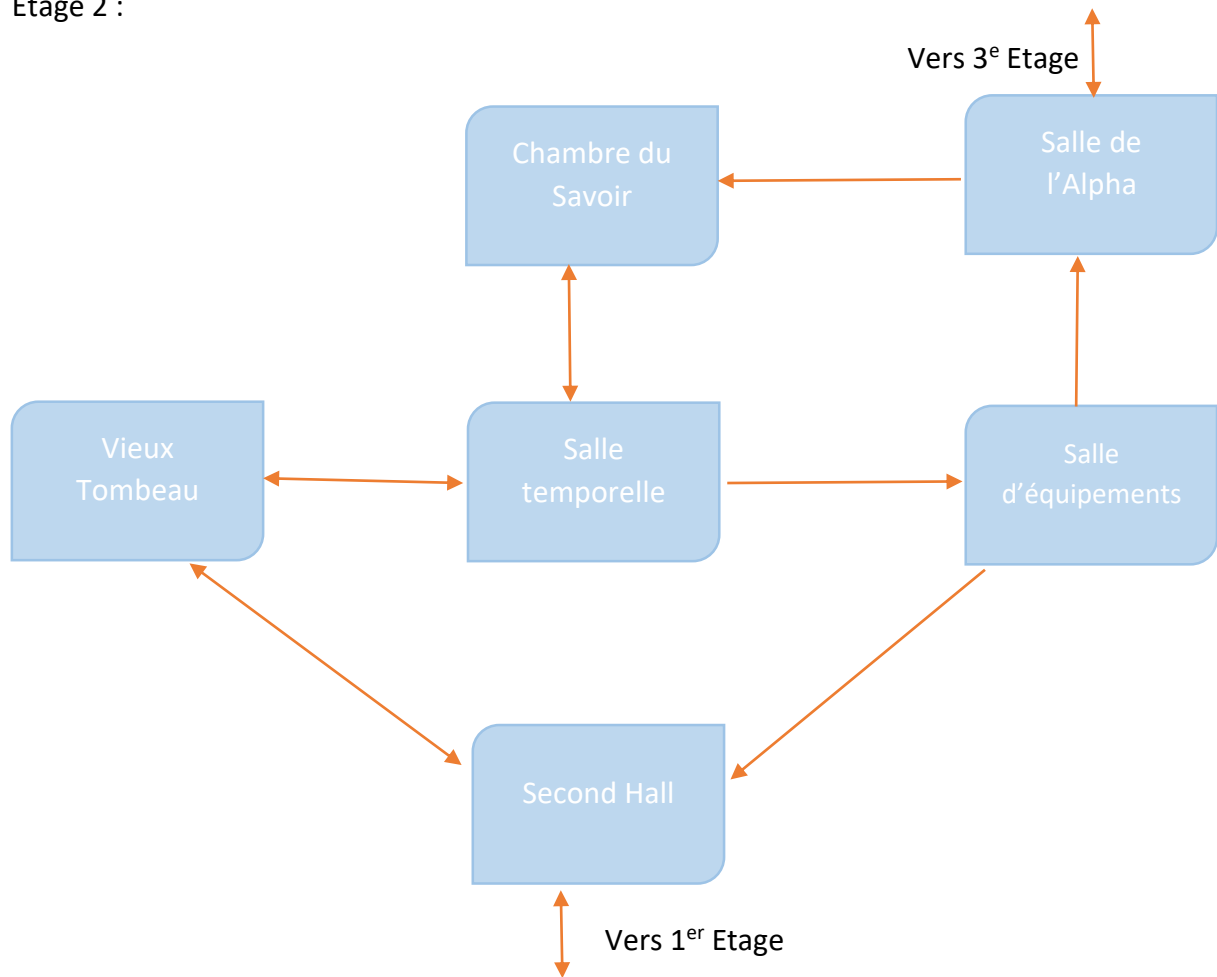 Etage 2 :
Vers 3e Etage
Chambre du
Savoir
Salle de
l’Alpha
Vieux
Tombeau
Salle
temporelle
Salle
d’équipements
Second Hall
Vers 1er Etage